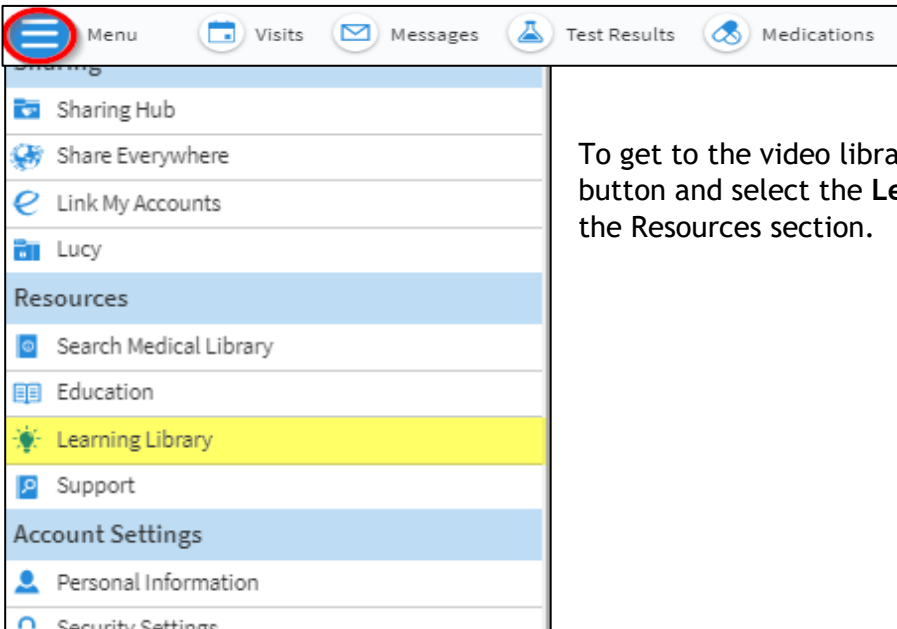 Menu Visits Messages Test Results Medications
Sharing Hub
Share Everywhere
Link My Accounts
Lucy
Resources
Search Medical Library
Education
Learning Library
Support
Account Settings
Personal Information
Security Settings
To get to the video
button and select the
the Resources section.